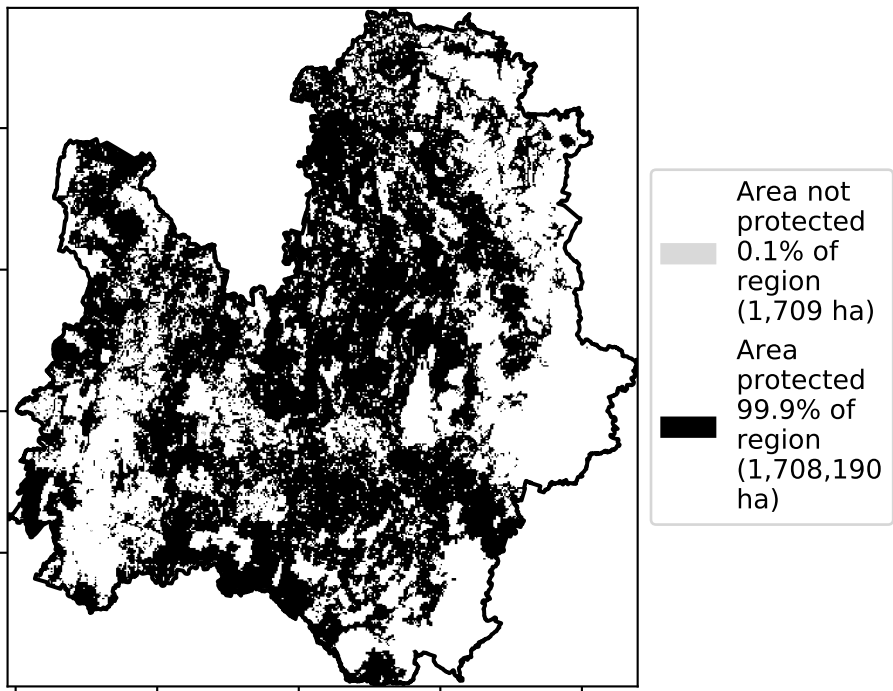 Area not
protected
0.1% of
region
(1,709 ha)
Area
protected
99.9% of
region
(1,708,190
ha)